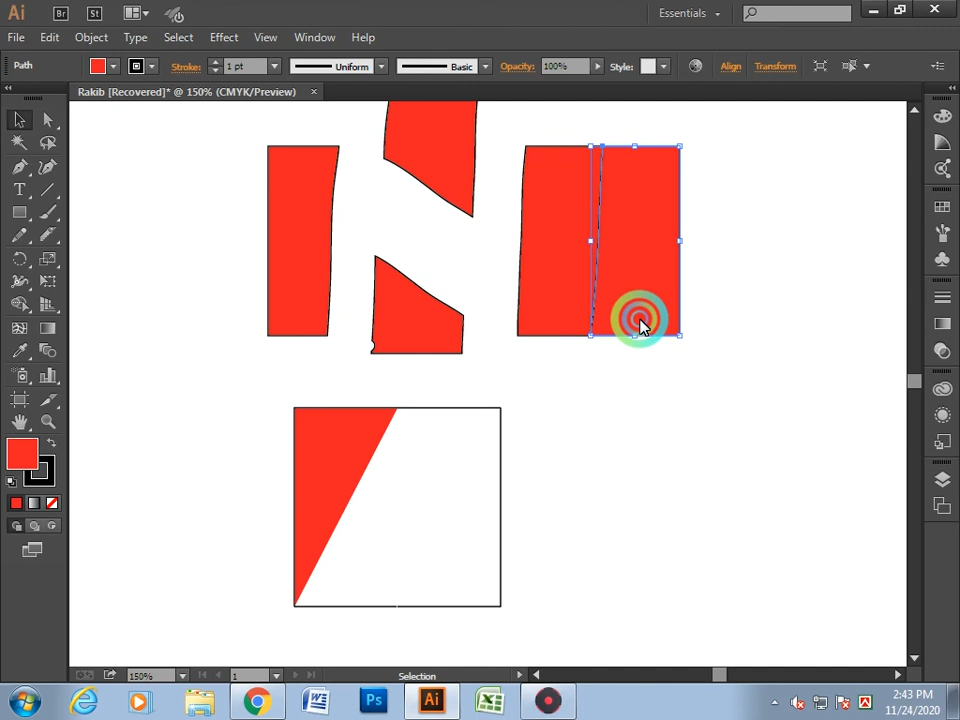 Ai Br St Essentials
File Edit Object Type Select Effect View Window Help
Path Stroke: 1 pt Uniform Basic Opacity: 100% Style: Align Transform
Rakib [Recovered]* @ 150% (CMYK/Preview) ×
T
150% 1 Selection
W Ps Ai X
2:43 PM
11/24/2020